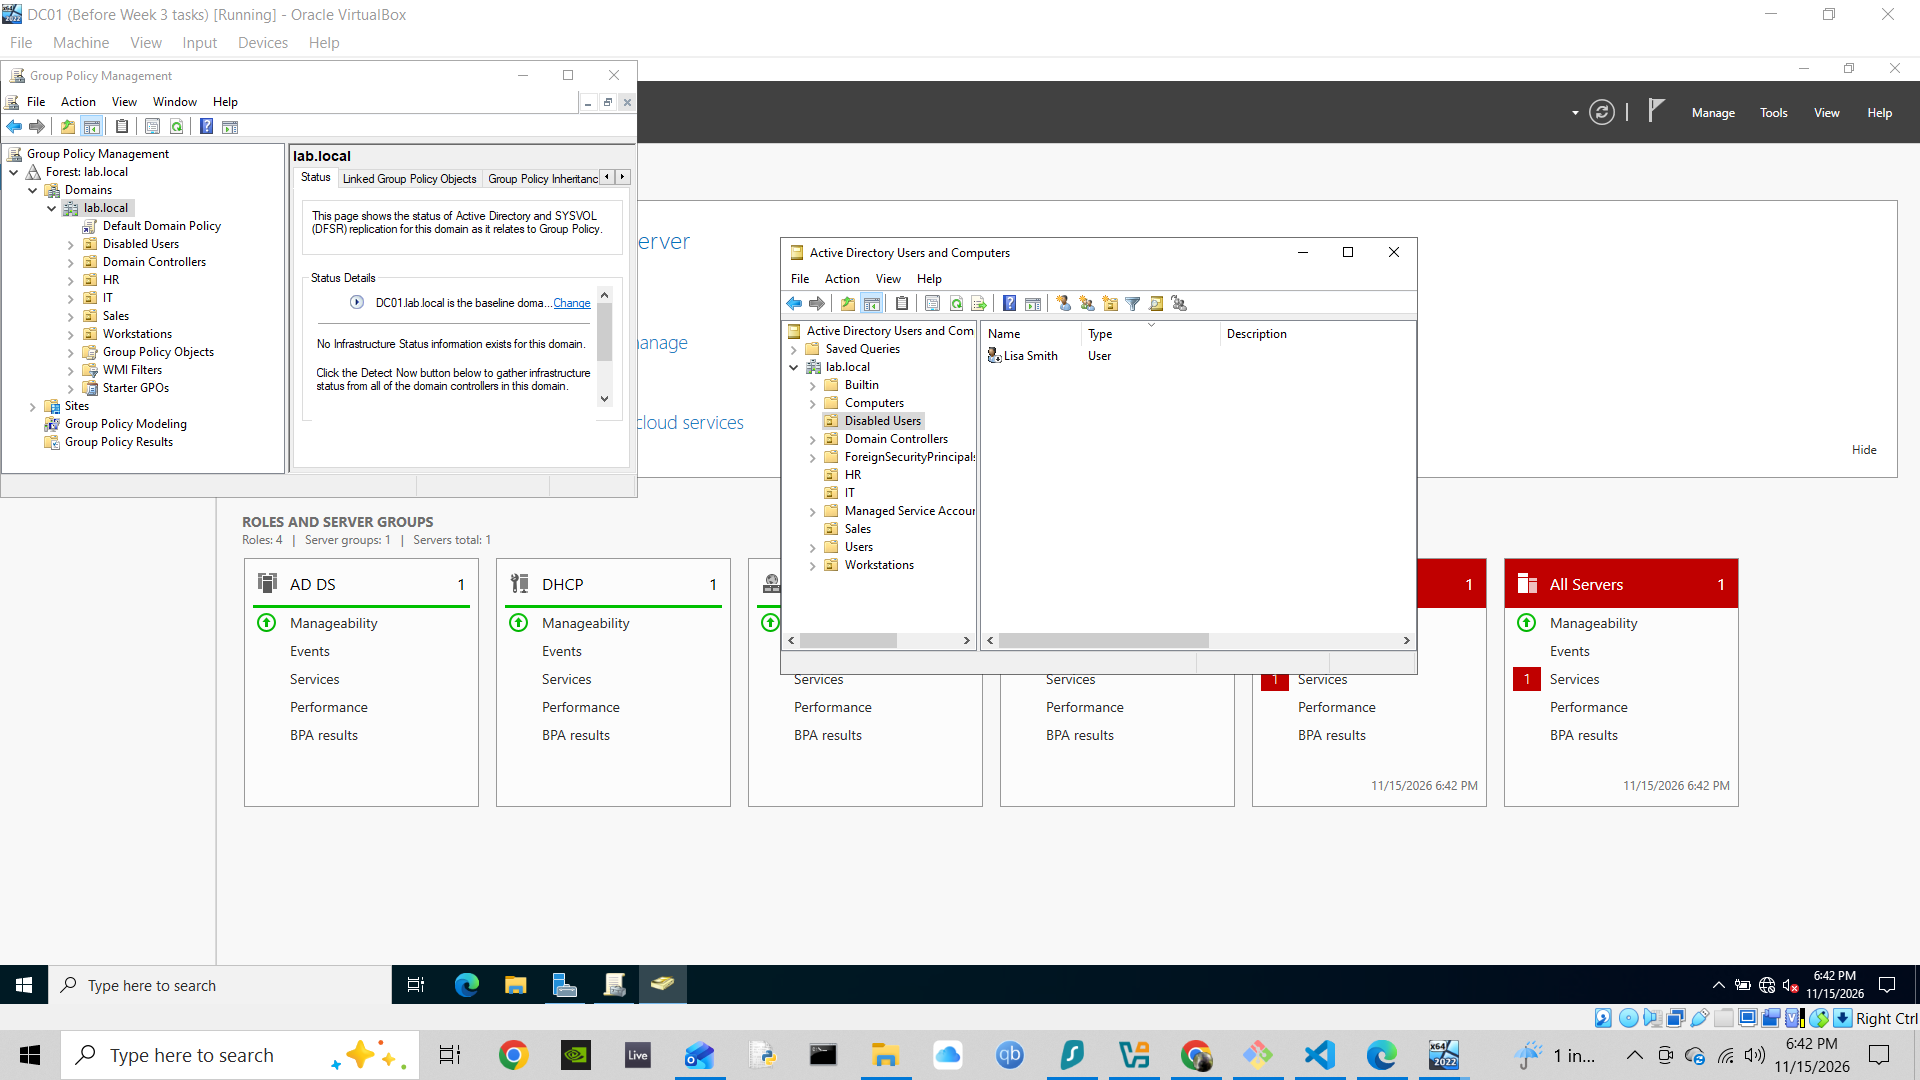 DC01 (Before Week 3 tasks) [Running] - Oracle VirtualBox
File Machine View Input Devices Help
Group Policy Management
File Action View Window Help
Manage Tools View Help
Group Policy Management
Forest: lab.local
Domains
lab.local
Default Domain Policy
Disabled Users
Domain Controllers
HR
IT
Sales
Workstations
Group Policy Objects
WMI Filters
Starter GPOs
Sites
Group Policy Modeling
Group Policy Results
lab.local
Status Linked Group Policy Objects Group Policy Inheritanc
This page shows the status of Active Directory and SYSVOL
(DFSR) replication for this domain as it relates to Group Policy.
Status Details
DC01.lab.local is the baseline doma... Change
No Infrastructure Status information exists for this domain.
Click the Detect Now button below to gather infrastructure
status from all of the domain controllers in this domain.
erver
anage
cloud services
Hide
Active Directory Users and Computers
File Action View Help
Active Directory Users and Com
Saved Queries
lab.local
Builtin
Computers
Disabled Users
Domain Controllers
ForeignSecurityPrincipals
HR
IT
Managed Service Accour
Sales
Users
Workstations
Name Type Description
Lisa Smith User
ROLES AND SERVER GROUPS
Roles: 4 | Server groups: 1 | Servers total: 1
AD DS 1
Manageability
Events
Services
Performance
BPA results
DHCP 1
Manageability
Events
Services
Performance
BPA results
Services
Performance
BPA results
Services
Performance
BPA results
1
1 Services
Performance
BPA results
11/15/2026 6:42 PM
All Servers 1
Manageability
Events
1 Services
Performance
BPA results
11/15/2026 6:42 PM
Type here to search
6:42 PM
11/15/2026
Right Ctrl
Type here to search
Live
qb
x64
2022
1 in...
6:42 PM
11/15/2026